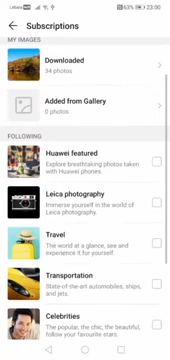 63% 23:00
Subscriptions
MY IMAGES
Downloaded
34 photos
Added from Gallery
0 photos
FOLLOWING
Huawei featured
Explore breathtaking photos taken
with Huawei phones.
Leica photography
Immerse yourself in the world of
Leica photography.
Travel
The world at a glance, see and
experience it for yourself.
Transportation
State-of-the-art automobiles, ships,
and jets.
Celebrities
The popular, the chic, the beautiful,
follow your favourite stars.